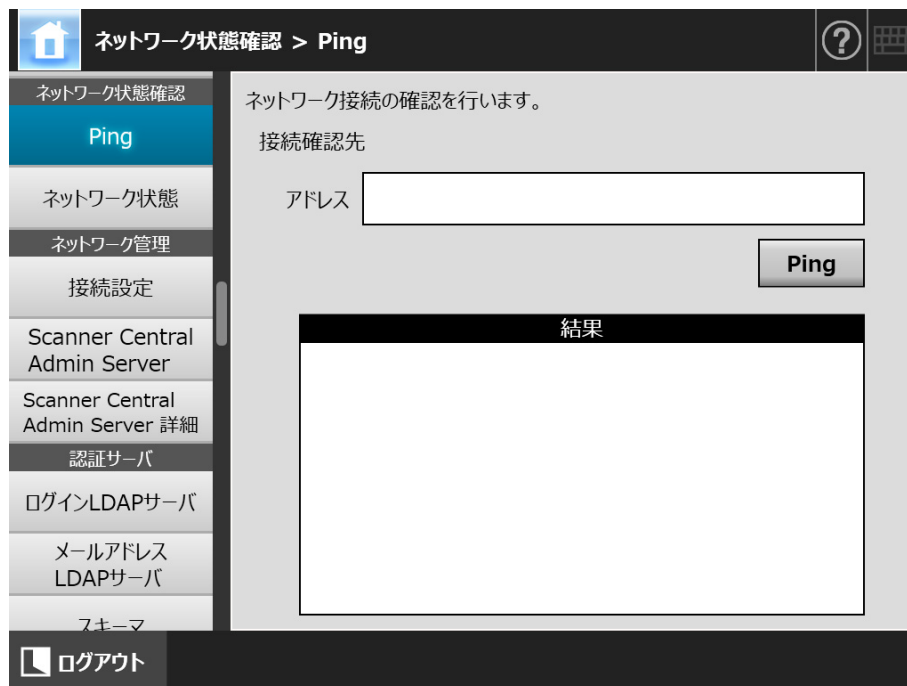 ネットワーク状態確認 > Ping
ネットワーク状態確認
Ping
ネットワーク状態
ネットワーク管理
接続設定
Scanner Central
Admin Server
Scanner Central
Admin Server 詳細
認証サーバ
ログインLDAPサーバ
メールアドレス
LDAPサーバ
スキーマ
ネットワーク接続の確認を行います。
接続確認先
アドレス
Ping
結果
ログアウト